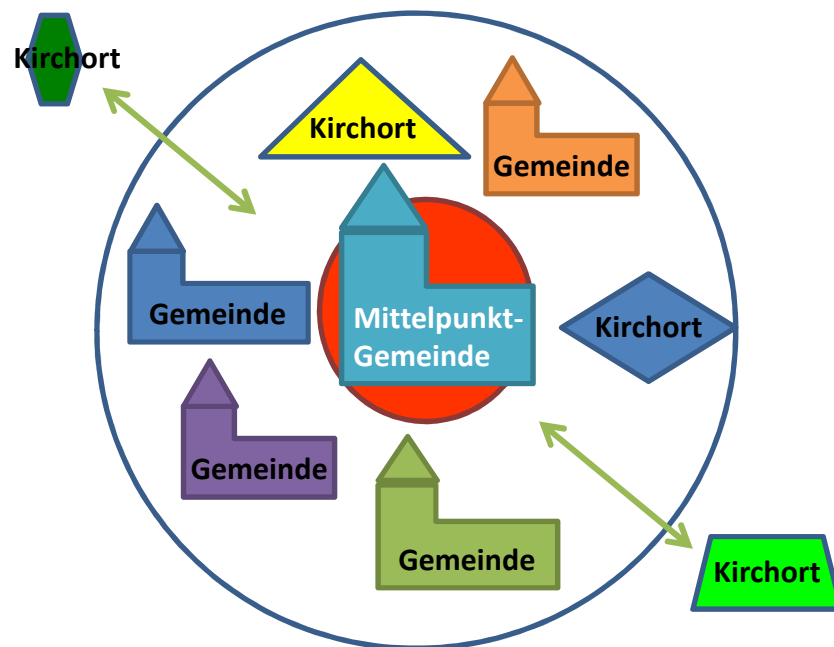 Kirchort
Kirchort
Gemeinde
Gemeinde
Mittelpunkt-
Gemeinde
Kirchort
Gemeinde
Gemeinde
Kirchort